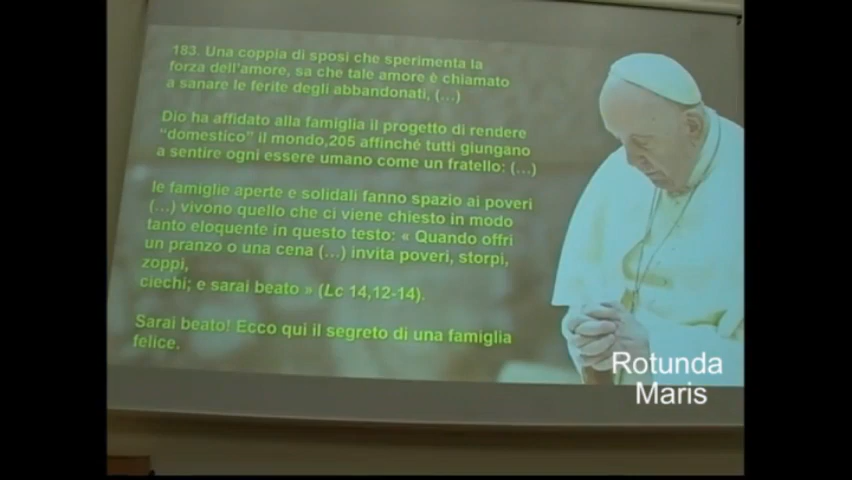 183. Una coppia di sposi che sperimenta la
forza dell'amore, sa che tale amore è chiamato
a sanare le ferite degli abbandonati, (...)
Dio ha affidato alla famiglia il progetto di rendere
"domestico" il mondo,205 affinché tutti giungano
a sentire ogni essere umano come un fratello: (...)
le famiglie aperte e solidali fanno spazio ai poveri
(...) vivono quello che ci viene chiesto in modo
tanto eloquente in questo testo: « Quando offri
un pranzo o una cena (...) invita poveri, storpi,
zoppi,
ciechi; e sarai beato » (Lc 14,12-14).
Sarai beato! Ecco qui il segreto di una famiglia
felice.
Rotunda
Maris